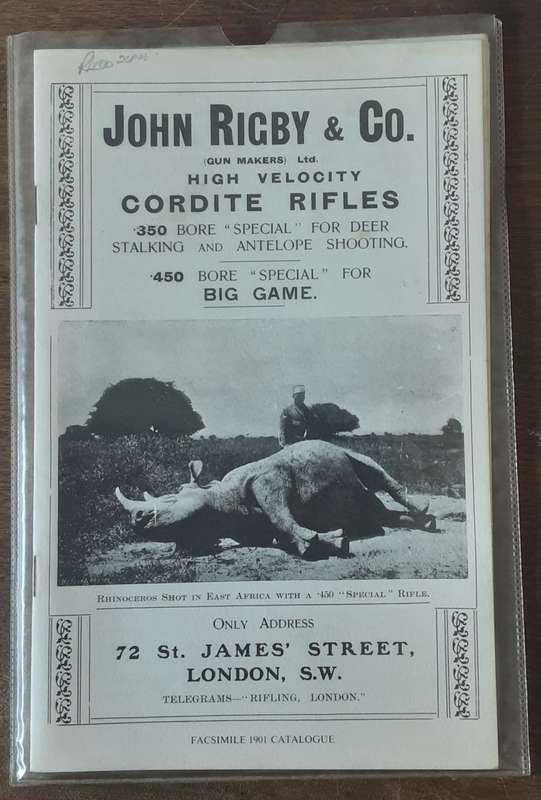 JOHN RIGBY & CO.
(GUN MAKERS) Ltd.
HIGH VELOCITY
CORDITE RIFLES
·350 BORE "SPECIAL" FOR DEER
STALKING AND ANTELOPE SHOOTING.
·450 BORE "SPECIAL" FOR
BIG GAME.
RHINOCEROS SHOT IN EAST AFRICA WITH A ·450 "SPECIAL" RIFLE.
ONLY ADDRESS
72 St. JAMES' STREET,
LONDON, S.W.
TELEGRAMS—"RIFLING, LONDON."
FACSIMILE 1901 CATALOGUE